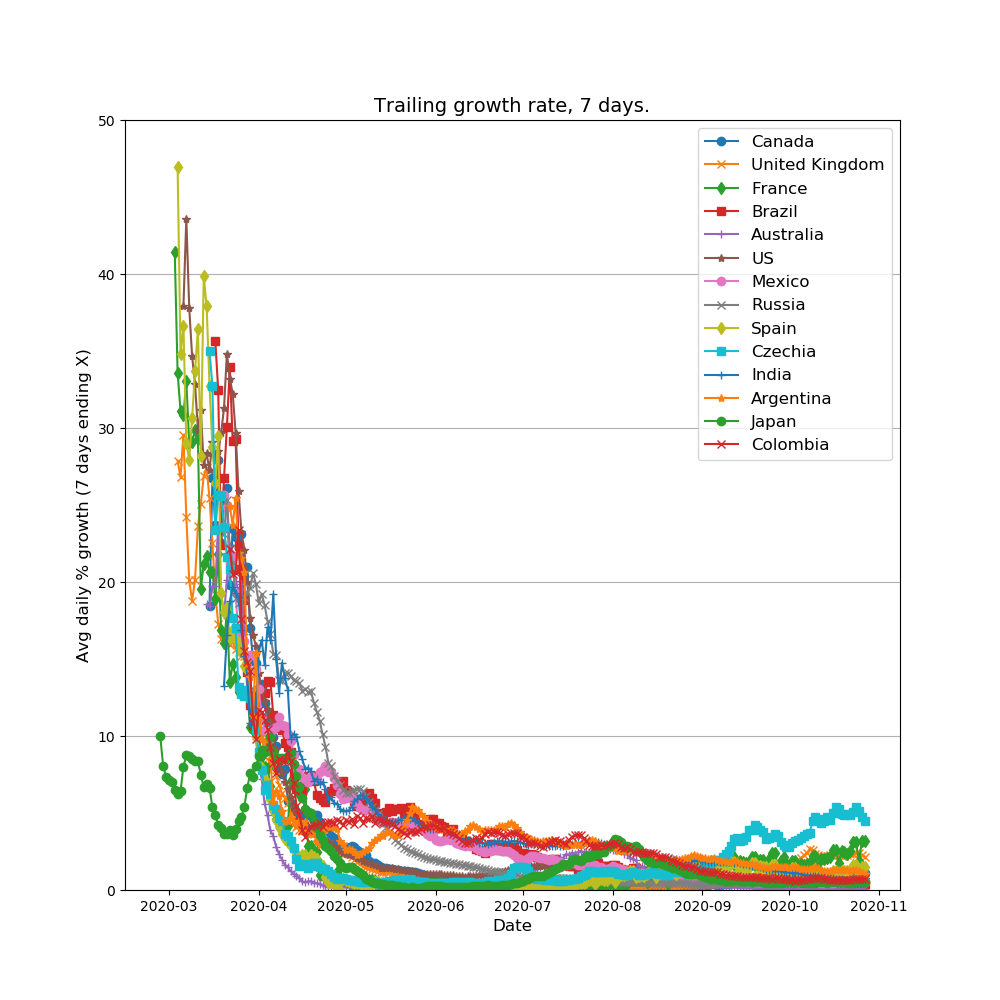 Trailing growth rate, 7 days.
50
40
30
20
10
0
Avg daily % growth (7 days ending X)
Canada
United Kingdom
France
Brazil
Australia
US
Mexico
Russia
Spain
Czechia
India
Argentina
Japan
Colombia
2020-03 2020-04 2020-05 2020-06 2020-07 2020-08 2020-09 2020-10 2020-11
Date